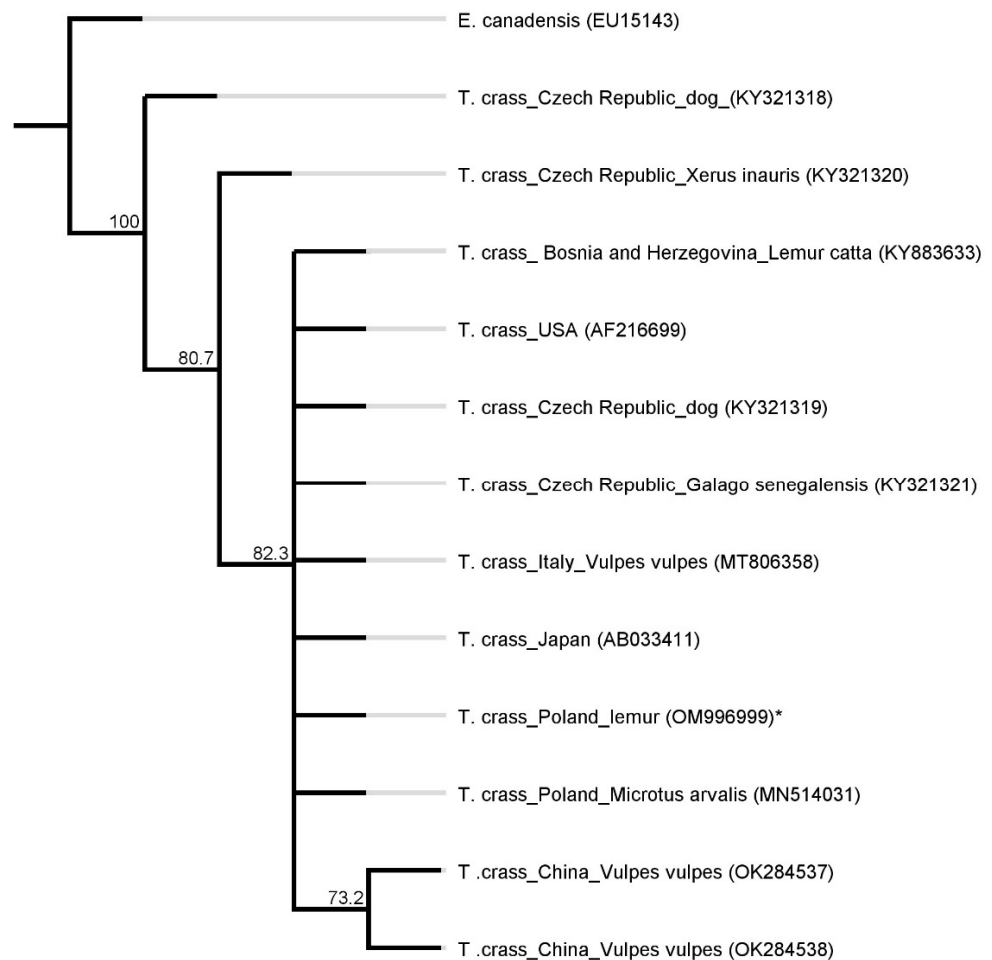 E. canadensis (EU15143)
T. crass_Czech Republic_dog_(KY321318)
T. crass_Czech Republic_Xerus inauris (KY321320)
100
T. crass_ Bosnia and Herzegovina_Lemur catta (KY883633)
T. crass_USA (AF216699)
80.7
T. crass_Czech Republic_dog (KY321319)
T. crass_Czech Republic_Galago senegalensis (KY321321)
82.3
T. crass_Italy_Vulpes vulpes (MT806358)
T. crass_Japan (AB033411)
T. crass_Poland_lemur (OM996999)*
T. crass_Poland_Microtus arvalis (MN514031)
T .crass_China_Vulpes vulpes (OK284537)
73.2
T .crass_China_Vulpes vulpes (OK284538)